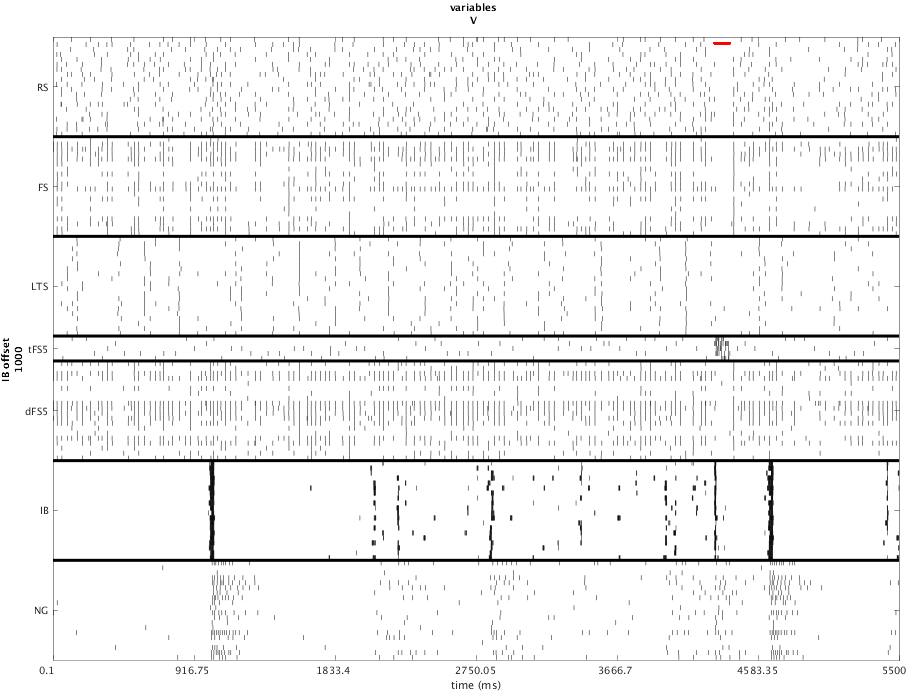 variables
V
RS
FS
LTS
tFS5
IB offset
1000
dFS5
IB
NG
0.1
916.75
1833.4
2750.05
3666.7
4583.35
5500
time (ms)